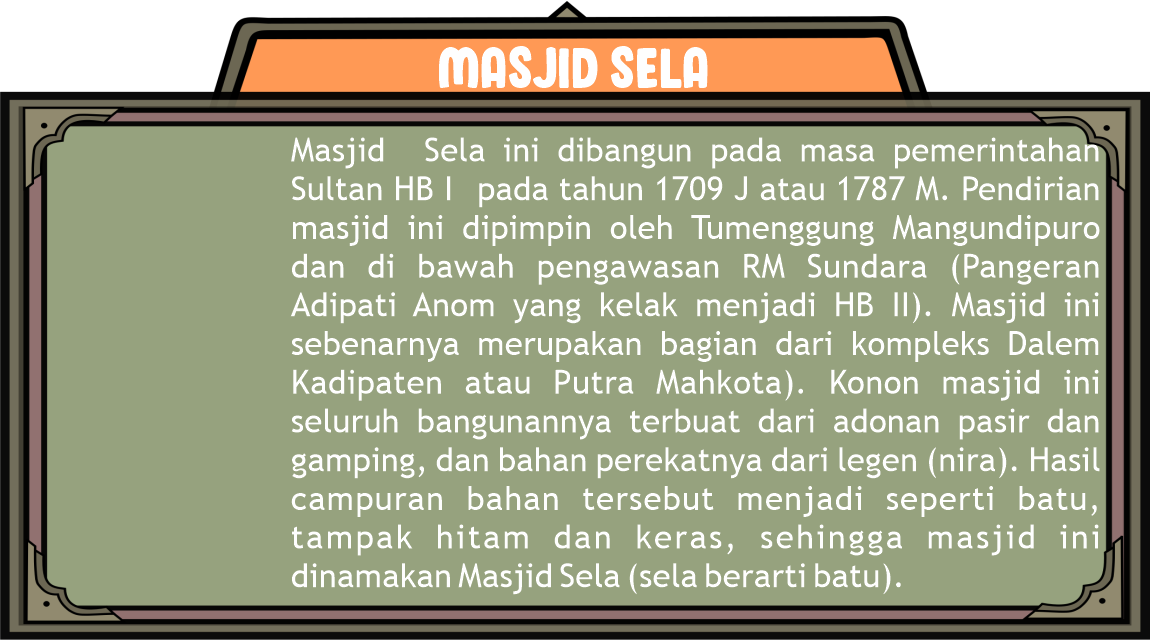 MASJID SELA
Masjid Sela ini dibangun pada masa pemerintahan
Sultan HB I pada tahun 1709 J atau 1787 M. Pendirian
masjid ini dipimpin oleh Tumenggung Mangundipuro
dan di bawah pengawasan RM Sundara (Pangeran
Adipati Anom yang kelak menjadi HB II). Masjid ini
sebenarnya merupakan bagian dari kompleks Dalem
Kadipaten atau Putra Mahkota). Konon masjid ini
seluruh bangunannya terbuat dari adonan pasir dan
gamping, dan bahan perekatnya dari legen (nira). Hasil
campuran bahan tersebut menjadi seperti batu,
tampak hitam dan keras, sehingga masjid ini
dinamakan Masjid Sela (sela berarti batu).